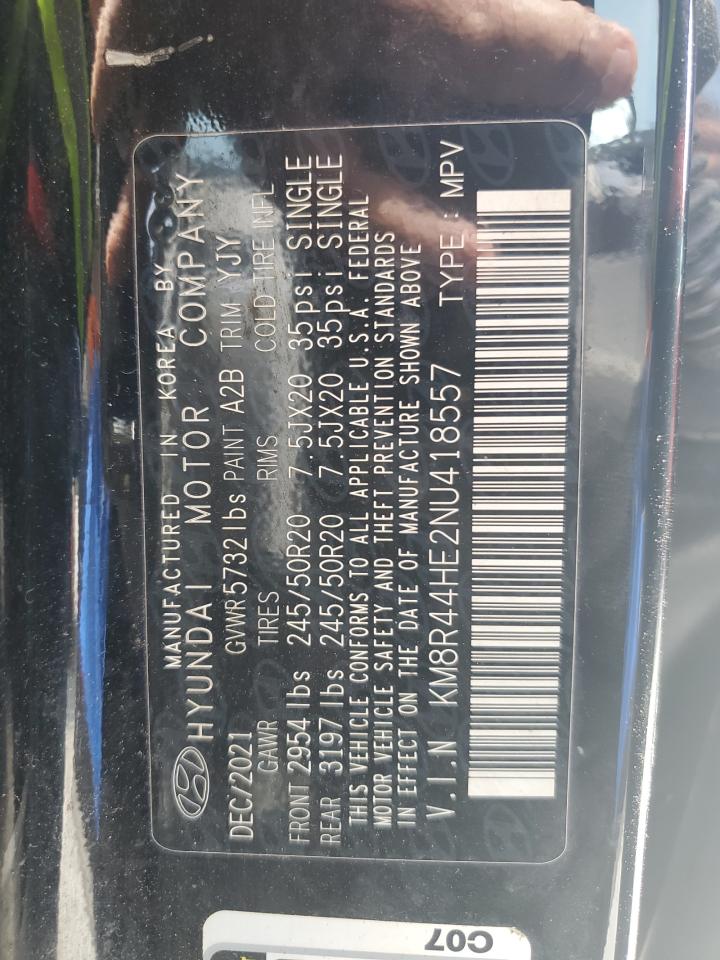 MANUFACTURED IN KOREA BY
HYUNDAI MOTOR COMPANY
DEC/2021 GVWR 5732 lbs PAINT A2B TRIM YJY
GAWR TIRES RIMS COLD TIRE INFL
FRONT 2954 lbs 245/50R20 7.5JX20 35psi SINGLE
REAR 3197 lbs 245/50R20 7.5JX20 35psi SINGLE
THIS VEHICLE CONFORMS TO ALL APPLICABLE U.S.A. FEDERAL
MOTOR VEHICLE SAFETY AND THEFT PREVENTION STANDARDS
IN EFFECT ON THE DATE OF MANUFACTURE SHOWN ABOVE
V.I.N KM8R44HE2NU418557 TYPE : MPV
C07